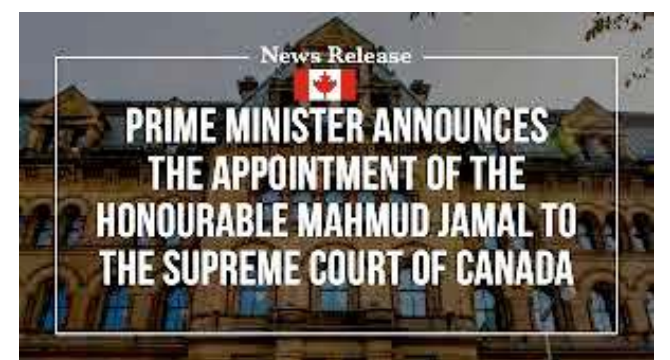 News Release
PRIME MINISTER ANNOUNCES
THE APPOINTMENT OF THE
HONOURABLE MAHMUD JAMAL TO
THE SUPREME COURT OF CANADA